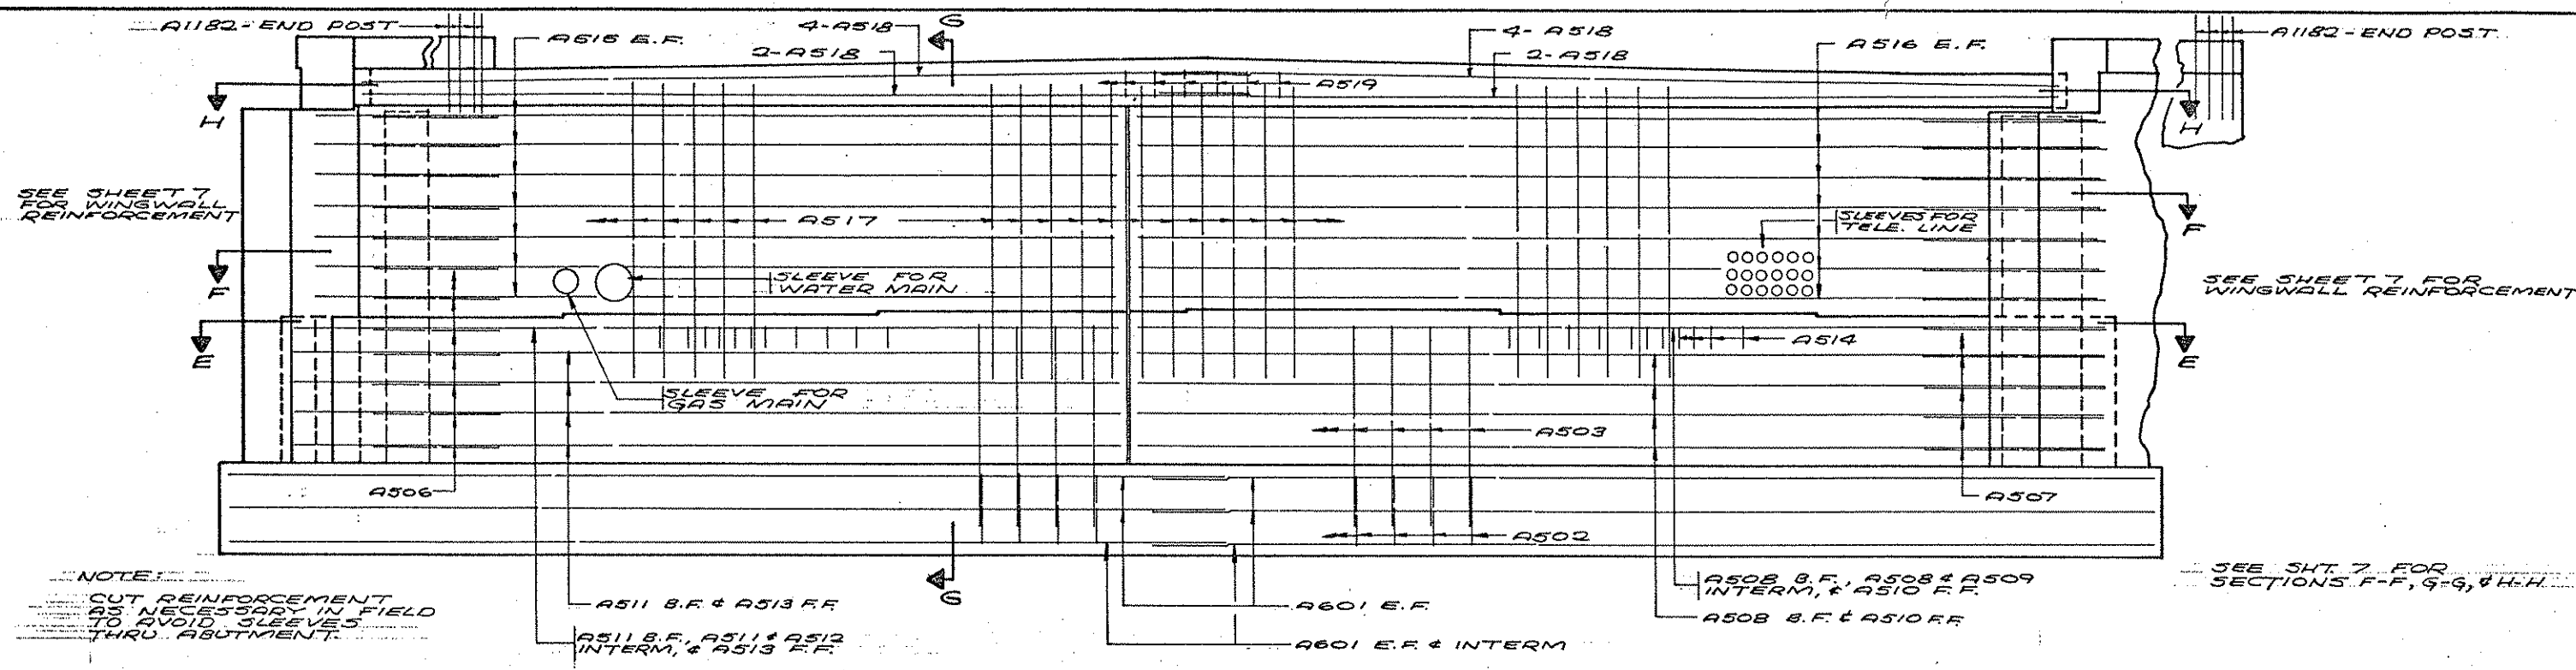 A1182-END POST
4-A518
G
4-A518
A1182-END POST
A515 E.F.
2-A518
2-A518
A516 E.F.
A519
H
H
SEE SHEET 7
FOR WINGWALL
REINFORCEMENT
A517
SLEEVES FOR
TELE. LINE
F
F
SLEEVE FOR
WATER MAIN
SEE SHEET 7 FOR
WINGWALL REINFORCEMENT
E
A514
E
SLEEVE FOR
GAS MAIN
A503
A506
A507
A502
NOTE:
CUT REINFORCEMENT
AS NECESSARY IN FIELD
TO AVOID SLEEVES
THRU ABUTMENT.
G
A511 B.F. & A513 F.F.
A601 E.F.
A508 B.F., A508 & A509
INTERM, & A510 F.F.
SEE SHT. 7 FOR
SECTIONS F-F, G-G, & H-H
A511 B.F., A511 & A512
INTERM, & A513 F.F.
A601 E.F. & INTERM
A508 B.F. & A510 F.F.